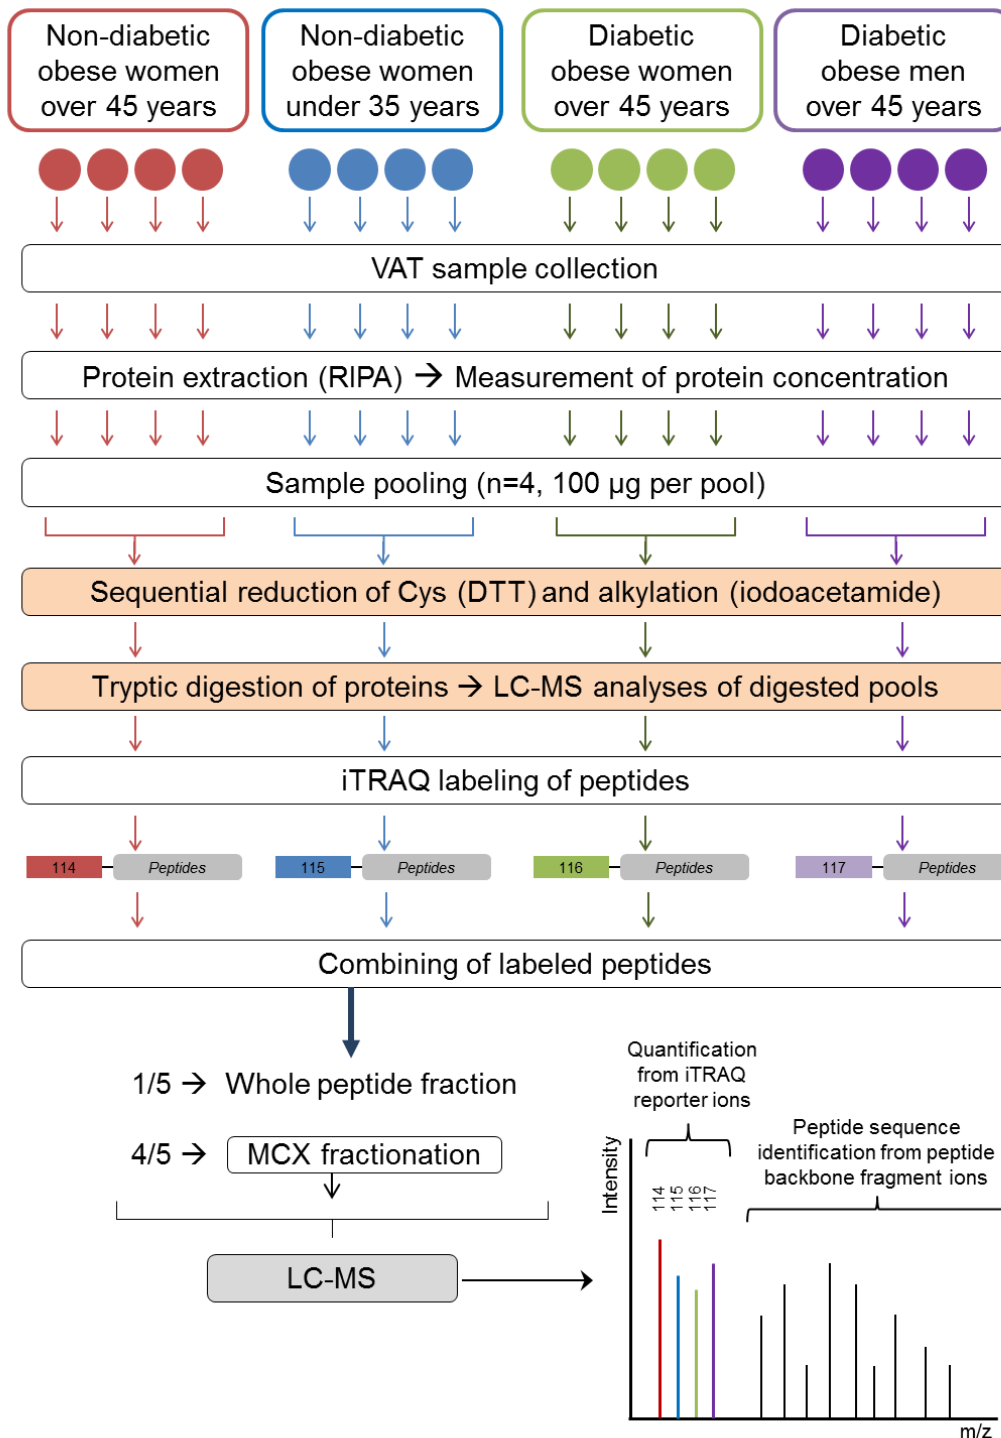 Non-diabetic
obese women
over 45 years
Non-diabetic
obese women
under 35 years
Diabetic
obese women
over 45 years
Diabetic
obese men
over 45 years
VAT sample collection
Protein extraction (RIPA) → Measurement of protein concentration
Sample pooling (n=4, 100 µg per pool)
Sequential reduction of Cys (DTT) and alkylation (iodoacetamide)
Tryptic digestion of proteins → LC-MS analyses of digested pools
iTRAQ labeling of peptides
114 Peptides
115 Peptides
116 Peptides
117 Peptides
Combining of labeled peptides
1/5 → Whole peptide fraction
4/5 → MCX fractionation
LC-MS
Quantification
from iTRAQ
reporter ions
Peptide sequence
identification from peptide
backbone fragment ions
Intensity
114
115
116
117
m/z